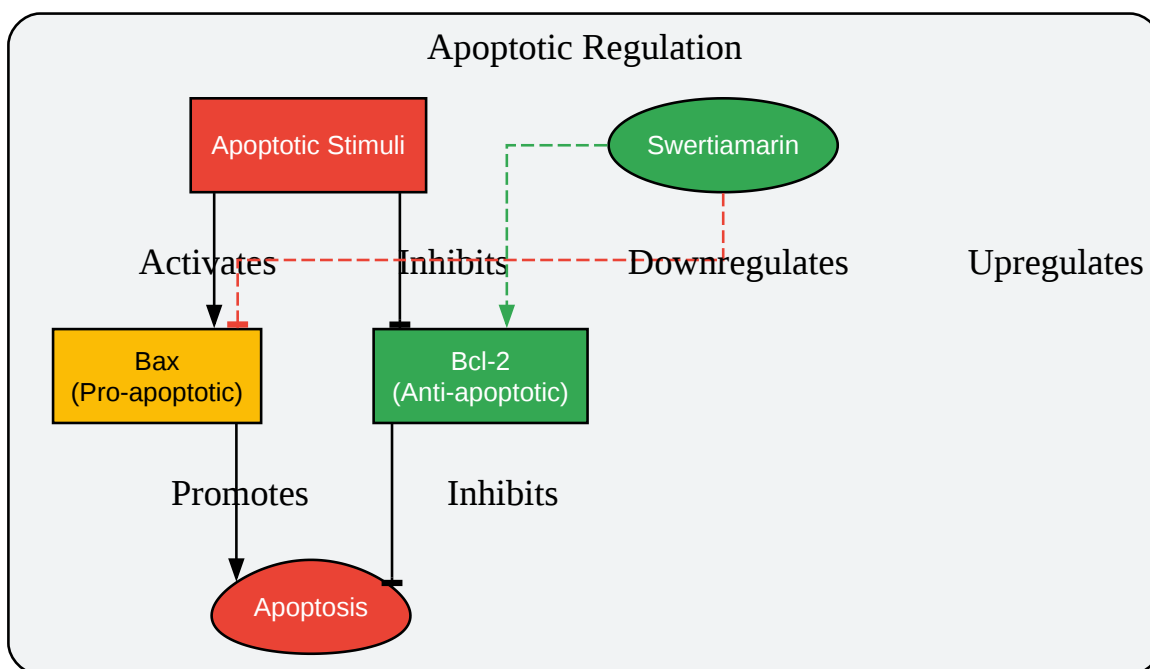 Apoptotic Regulation
Apoptotic Stimuli
Swertiamarin
Activates
Inhibits
Downregulates
Upregulates
Bax
(Pro-apoptotic)
Bcl-2
(Anti-apoptotic)
Promotes
Inhibits
Apoptosis